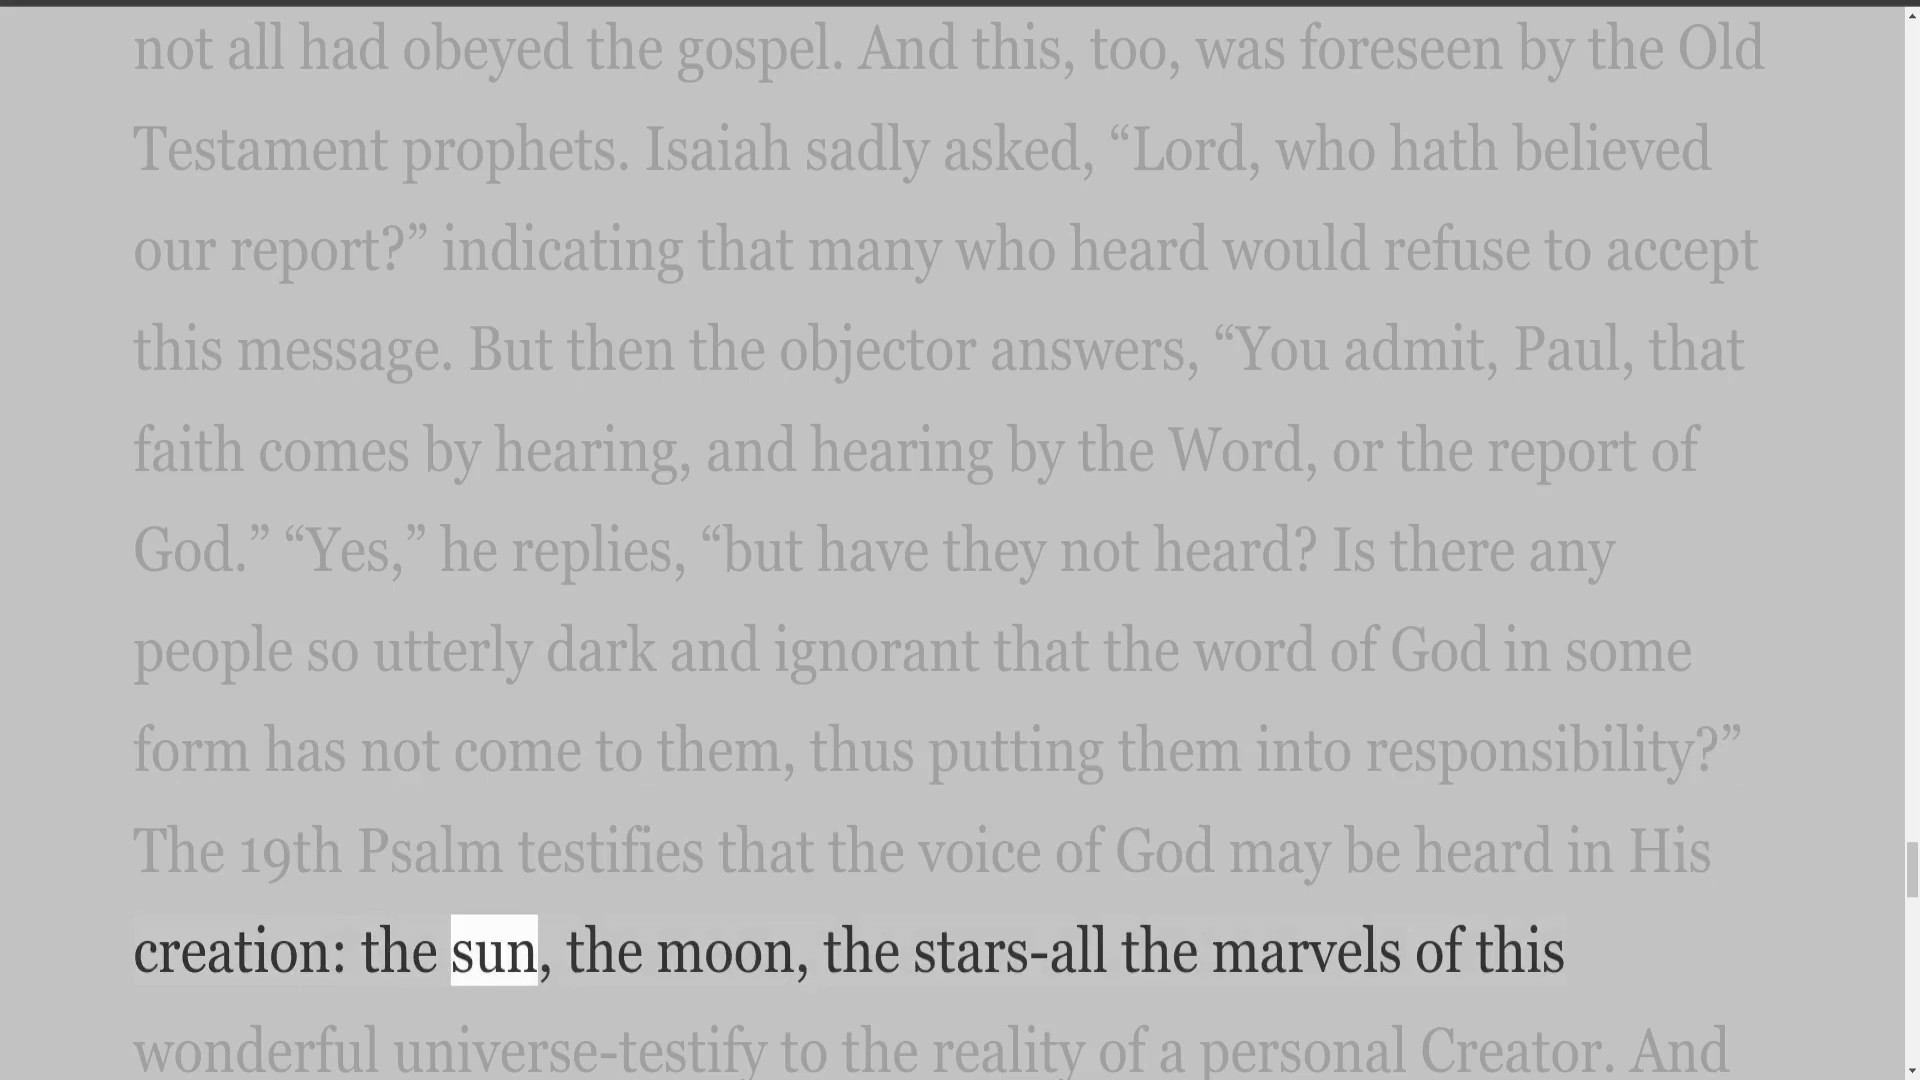 not all had obeyed the gospel. And this, too, was foreseen by the Old
Testament prophets. Isaiah sadly asked, “Lord, who hath believed
our report?” indicating that many who heard would refuse to accept
this message. But then the objector answers, “You admit, Paul, that
faith comes by hearing, and hearing by the Word, or the report of
God.” “Yes,” he replies, “but have they not heard? Is there any
people so utterly dark and ignorant that the word of God in some
form has not come to them, thus putting them into responsibility?”
The 19th Psalm testifies that the voice of God may be heard in His
creation: the sun, the moon, the stars-all the marvels of this
wonderful universe-testify to the reality of a personal Creator. And